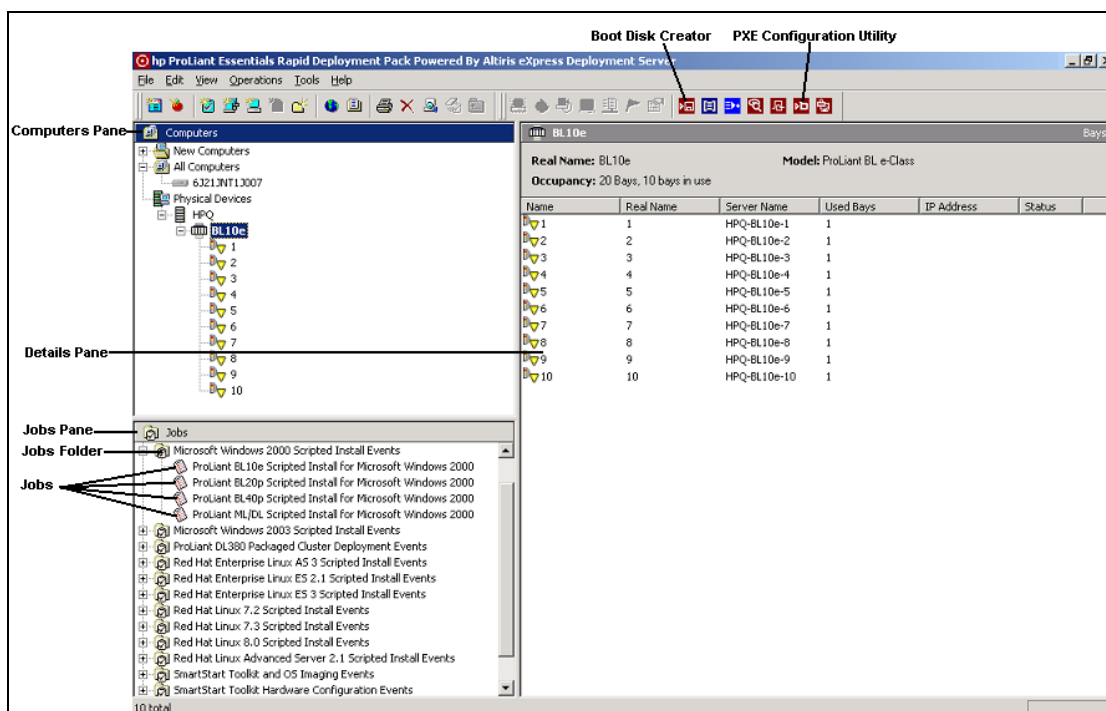 Boot Disk Creator
PXE Configuration Utility
hp ProLiant Essentials Rapid Deployment Pack Powered By Altiris eXpress Deployment Server
File Edit View Operations Tools Help
Computers Pane
Computers
New Computers
All Computers
6J21JNT1J007
Physical Devices
HPQ
BL10e
1
2
3
4
5
6
7
8
9
10
BL10e
Bays
Real Name: BL10e
Model: ProLiant BL e-Class
Occupancy: 20 Bays, 10 bays in use
Name Real Name Server Name Used Bays IP Address Status
1 1 HPQ-BL10e-1 1
2 2 HPQ-BL10e-2 1
3 3 HPQ-BL10e-3 1
4 4 HPQ-BL10e-4 1
5 5 HPQ-BL10e-5 1
6 6 HPQ-BL10e-6 1
7 7 HPQ-BL10e-7 1
8 8 HPQ-BL10e-8 1
9 9 HPQ-BL10e-9 1
10 10 HPQ-BL10e-10 1
Details Pane
Jobs Pane
Jobs
Jobs Folder
Microsoft Windows 2000 Scripted Install Events
Jobs
ProLiant BL10e Scripted Install for Microsoft Windows 2000
ProLiant BL20p Scripted Install for Microsoft Windows 2000
ProLiant BL40p Scripted Install for Microsoft Windows 2000
ProLiant ML/DL Scripted Install for Microsoft Windows 2000
Microsoft Windows 2003 Scripted Install Events
ProLiant DL380 Packaged Cluster Deployment Events
Red Hat Enterprise Linux AS 3 Scripted Install Events
Red Hat Enterprise Linux ES 2.1 Scripted Install Events
Red Hat Enterprise Linux ES 3 Scripted Install Events
Red Hat Linux 7.2 Scripted Install Events
Red Hat Linux 7.3 Scripted Install Events
Red Hat Linux 8.0 Scripted Install Events
Red Hat Linux Advanced Server 2.1 Scripted Install Events
SmartStart Toolkit and OS Imaging Events
SmartStart Toolkit Hardware Configuration Events
10 total